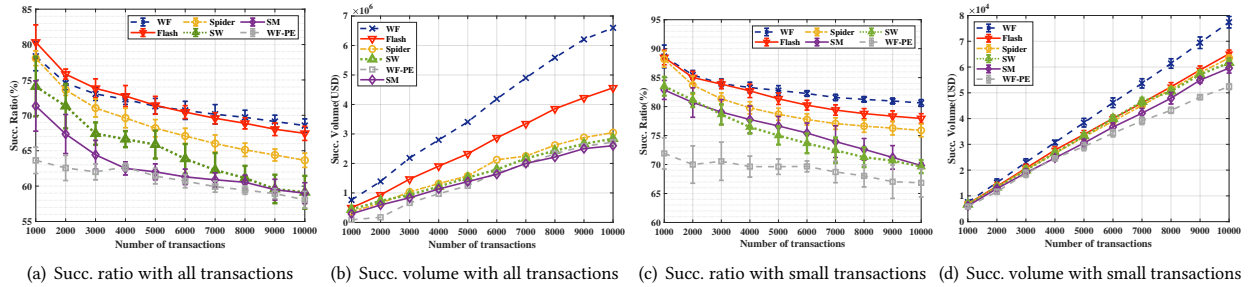 85
80
75
70
65
60
55
Succ. Ratio(%)
WF
Spider
SM
Flash
SW
WF-PE
1000 2000 3000 4000 5000 6000 7000 8000 9000 10000
Number of transactions
(a) Succ. ratio with all transactions
×10⁶
7
6
5
4
3
2
1
0
Succ. Volume(USD)
WF
Flash
Spider
SW
WF-PE
SM
1000 2000 3000 4000 5000 6000 7000 8000 9000 10000
Number of transactions
(b) Succ. volume with all transactions
95
90
85
80
75
70
65
60
Succ. Ratio(%)
WF
Spider
SW
Flash
SM
WF-PE
1000 2000 3000 4000 5000 6000 7000 8000 9000 10000
Number of transactions
(c) Succ. ratio with small transactions
×10⁴
8
7
6
5
4
3
2
1
0
Succ. Volume(USD)
WF
Flash
Spider
SW
SM
WF-PE
1000 2000 3000 4000 5000 6000 7000 8000 9000 10000
Number of transactions
(d) Succ. volume with small transactions